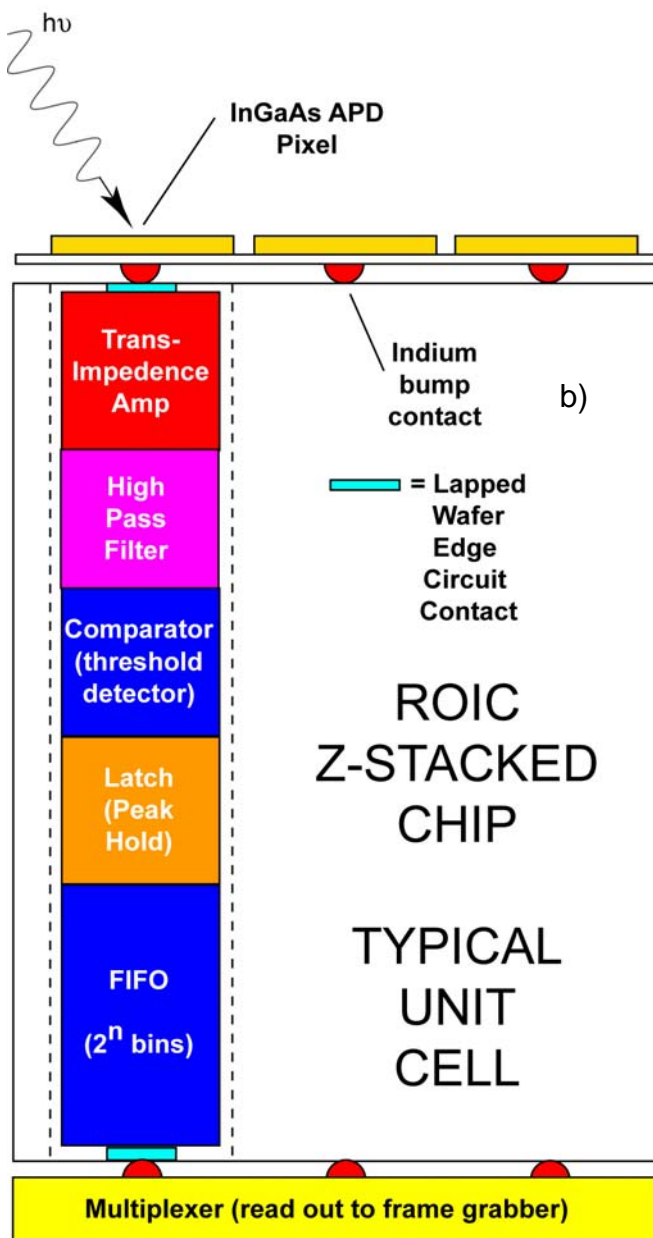 hυ
InGaAs APD
Pixel
Trans-
Impedence
Amp
Indium
bump
contact
b)
High
Pass
Filter
= Lapped
Wafer
Edge
Circuit
Contact
Comparator
(threshold
detector)
ROIC
Z-STACKED
CHIP
Latch
(Peak
Hold)
FIFO
(2^n bins)
TYPICAL
UNIT
CELL
Multiplexer (read out to frame grabber)